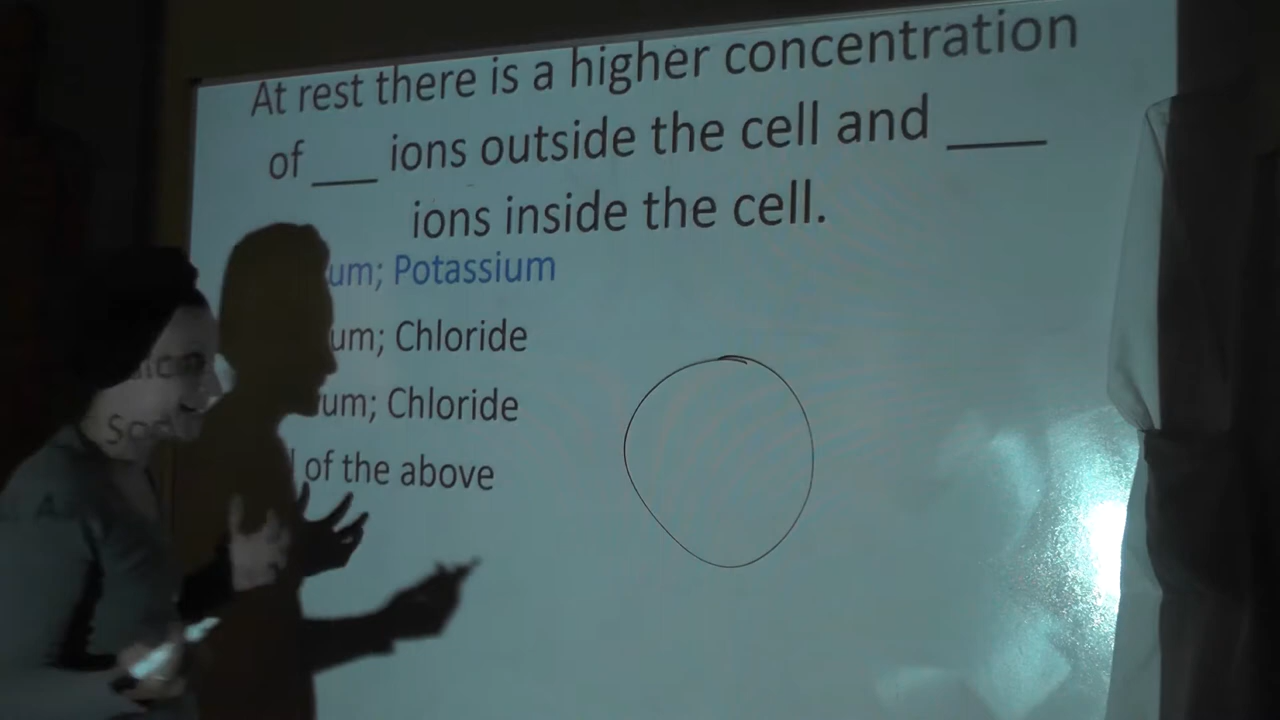 At rest there is a higher concentration
of ___ ions outside the cell and ____
ions inside the cell.
um; Potassium
um; Chloride
um; Chloride
of the above